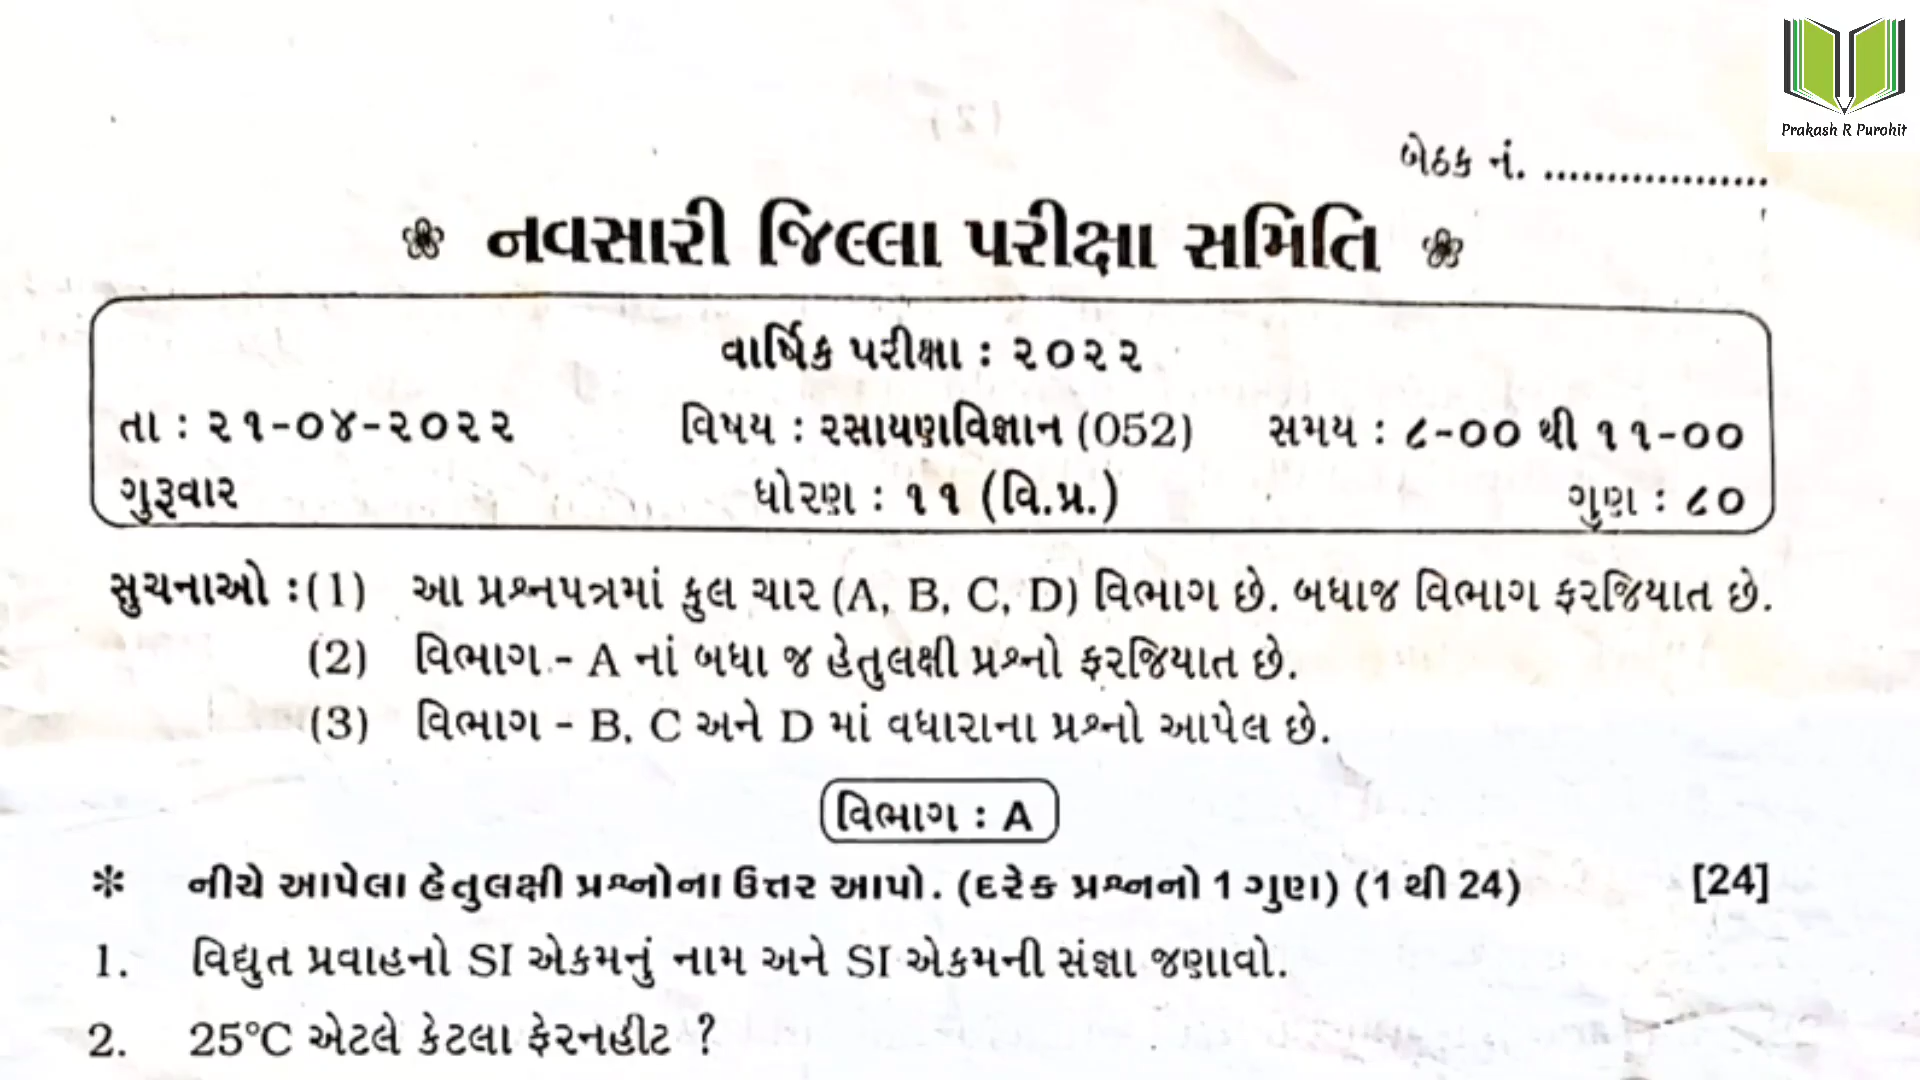 Prakash R Purohit
બેઠક નં. ..................
નવસારી જિલ્લા પરીક્ષા સમિતિ
વાર્ષિક પરીક્ષા : ૨૦૨૨
તા : ૨૧-૦૪-૨૦૨૨ વિષય : રસાયણવિજ્ઞાન (052) સમય : ૮-૦૦ થી ૧૧-૦૦
ગુરૂવાર ધોરણ : ૧૧ (વિ.પ્ર.) ગુણ : ૮૦
સુચનાઓ : (1) આ પ્રશ્નપત્રમાં કુલ ચાર (A, B, C, D) વિભાગ છે. બધાજ વિભાગ ફરજિયાત છે.
(2) વિભાગ - A નાં બધા જ હેતુલક્ષી પ્રશ્નો ફરજિયાત છે.
(3) વિભાગ - B, C અને D માં વધારાના પ્રશ્નો આપેલ છે.
વિભાગ : A
* નીચે આપેલા હેતુલક્ષી પ્રશ્નોના ઉત્તર આપો. (દરેક પ્રશ્નનો 1 ગુણ) (1 થી 24) [24]
1. વિદ્યુત પ્રવાહનો SI એકમનું નામ અને SI એકમની સંજ્ઞા જણાવો.
2. 25°C એટલે કેટલા ફેરનહીટ ?